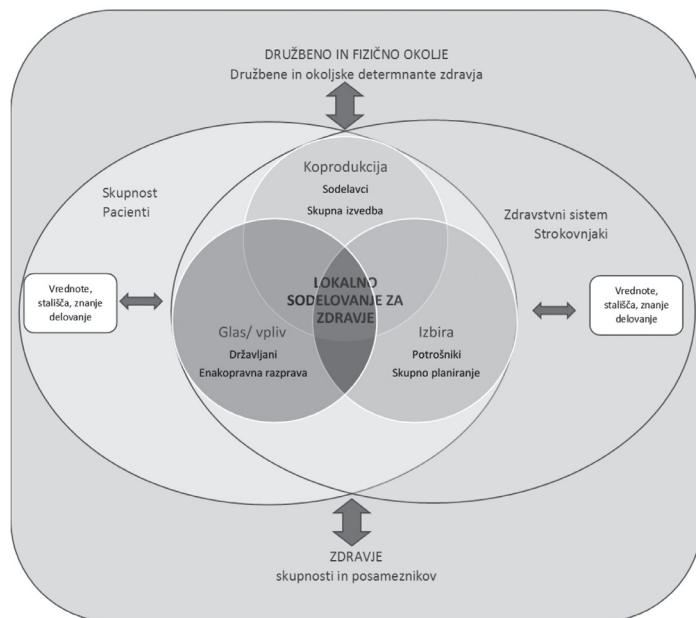 DRUŽBENO IN FIZIČNO OKOLJE
Družbene in okoljske determnante zdravja
Koprodukcija
Sodelavci
Skupna izvedba
Skupnost
Pacienti
Zdravstvni sistem
Strokovnjaki
Vrednote,
stališča, znanje
delovanje
LOKALNO
SODELOVANJE ZA
ZDRAVJE
Vrednote,
stališča, znanje
delovanje
Glas/ vpliv
Državljani
Enakopravna razprava
Izbira
Potrošniki
Skupno planiranje
ZDRAVJE
skupnosti in posameznikov